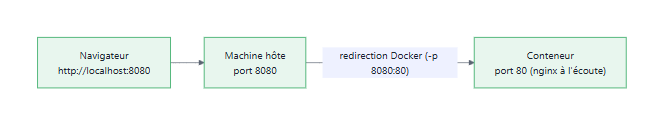 Navigateur
http://localhost:8080
Machine hôte
port 8080
redirection Docker (-p
8080:80)
Conteneur
port 80 (nginx à l'écoute)